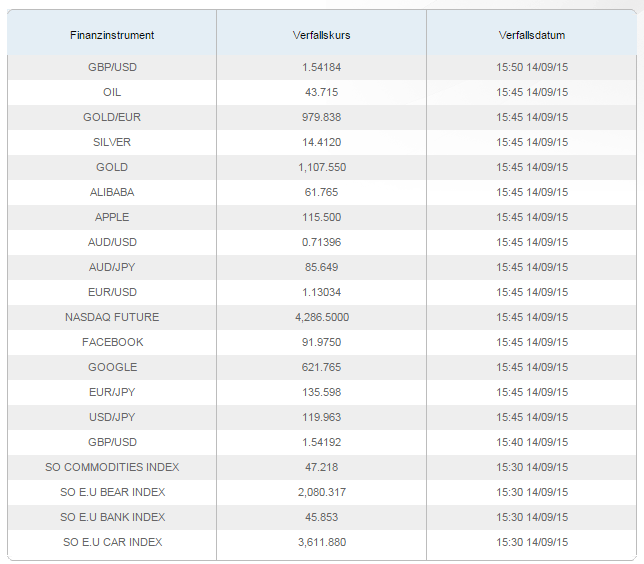 Finanzinstrument Verfallskurs Verfallsdatum
GBP/USD 1.54184 15:50 14/09/15
OIL 43.715 15:45 14/09/15
GOLD/EUR 979.838 15:45 14/09/15
SILVER 14.4120 15:45 14/09/15
GOLD 1,107.550 15:45 14/09/15
ALIBABA 61.765 15:45 14/09/15
APPLE 115.500 15:45 14/09/15
AUD/USD 0.71396 15:45 14/09/15
AUD/JPY 85.649 15:45 14/09/15
EUR/USD 1.13034 15:45 14/09/15
NASDAQ FUTURE 4,286.5000 15:45 14/09/15
FACEBOOK 91.9750 15:45 14/09/15
GOOGLE 621.765 15:45 14/09/15
EUR/JPY 135.598 15:45 14/09/15
USD/JPY 119.963 15:45 14/09/15
GBP/USD 1.54192 15:40 14/09/15
SO COMMODITIES INDEX 47.218 15:30 14/09/15
SO E.U BEAR INDEX 2,080.317 15:30 14/09/15
SO E.U BANK INDEX 45.853 15:30 14/09/15
SO E.U CAR INDEX 3,611.880 15:30 14/09/15